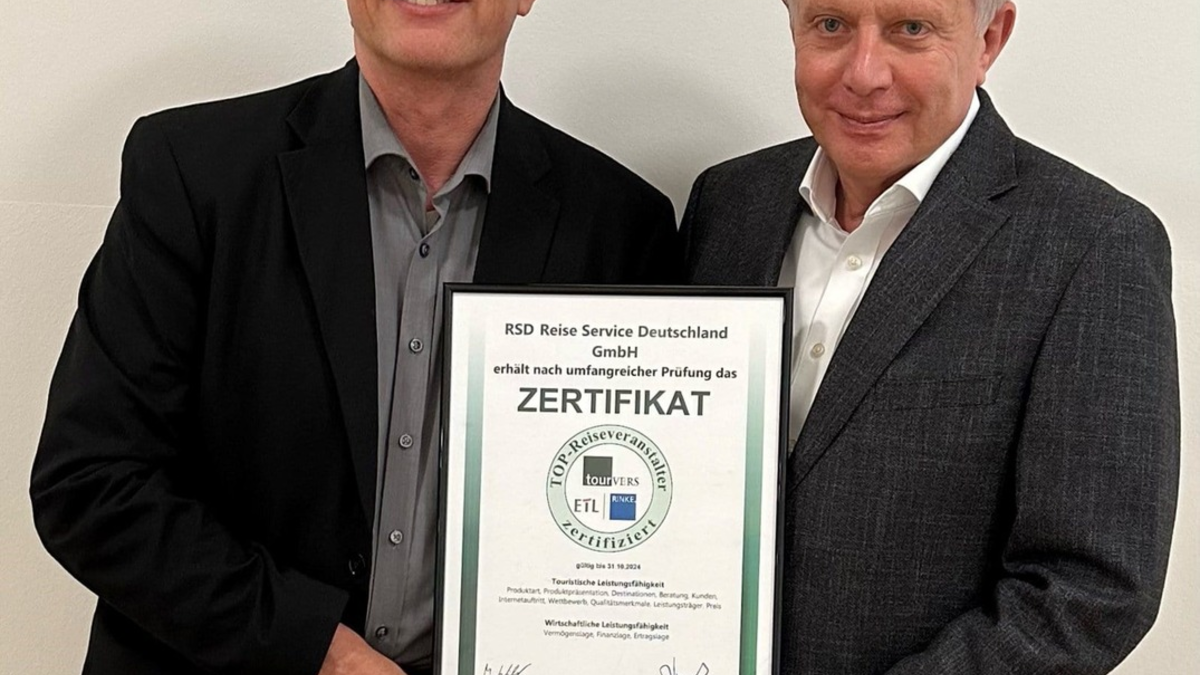 RSD Reise Service Deutschland
GmbH
erhält nach umfangreicher Prüfung das
ZERTIFIKAT
TOP-Reiseveranstalter
tourVERS
ETL
RINKE
zertifiziert
gültig bis 31.10.2024
Touristische Leistungsfähigkeit
Produktart, Produktpräsentation, Destinationen, Beratung, Kunden,
Internetauftritt, Wettbewerb, Qualitätsmerkmale, Leistungsträger, Preis
Wirtschaftliche Leistungsfähigkeit
Vermögenslage, Finanzlage, Ertragslage